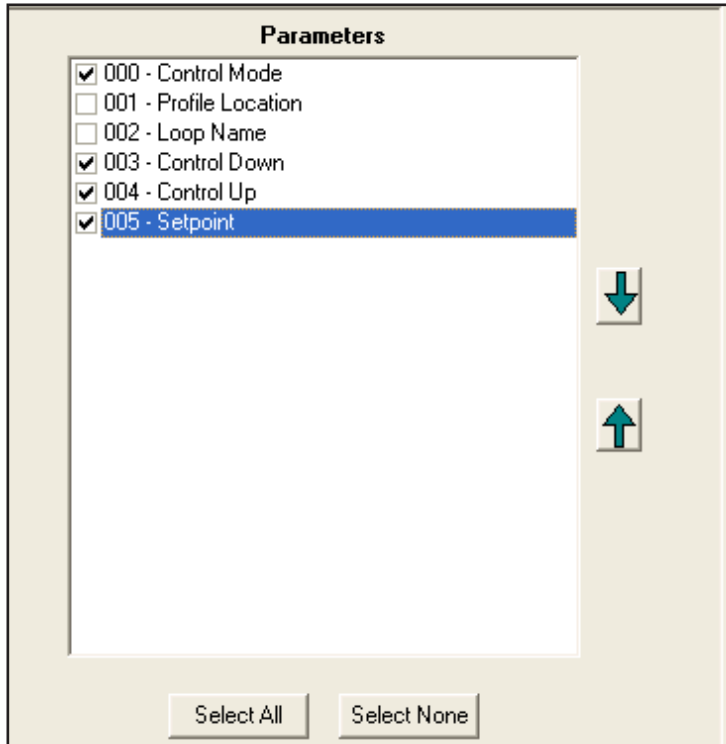 Parameters
000 - Control Mode
001 - Profile Location
002 - Loop Name
003 - Control Down
004 - Control Up
005 - Setpoint
Select All
Select None